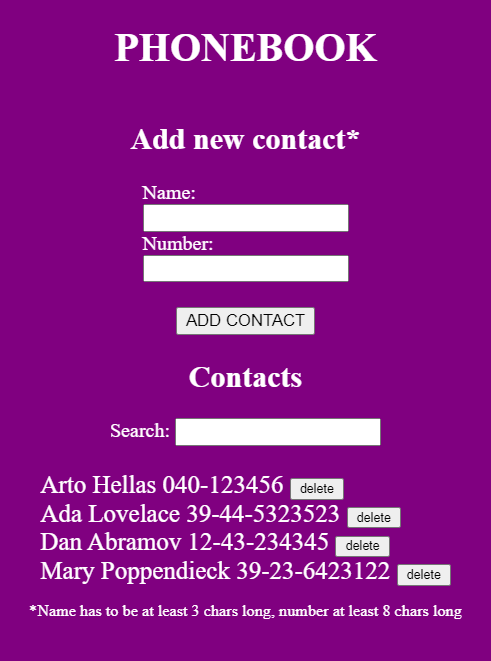 PHONEBOOK
Add new contact*
Name:
Number:
ADD CONTACT
Contacts
Search:
Arto Hellas 040-123456 delete
Ada Lovelace 39-44-5323523 delete
Dan Abramov 12-43-234345 delete
Mary Poppendieck 39-23-6423122 delete
*Name has to be at least 3 chars long, number at least 8 chars long